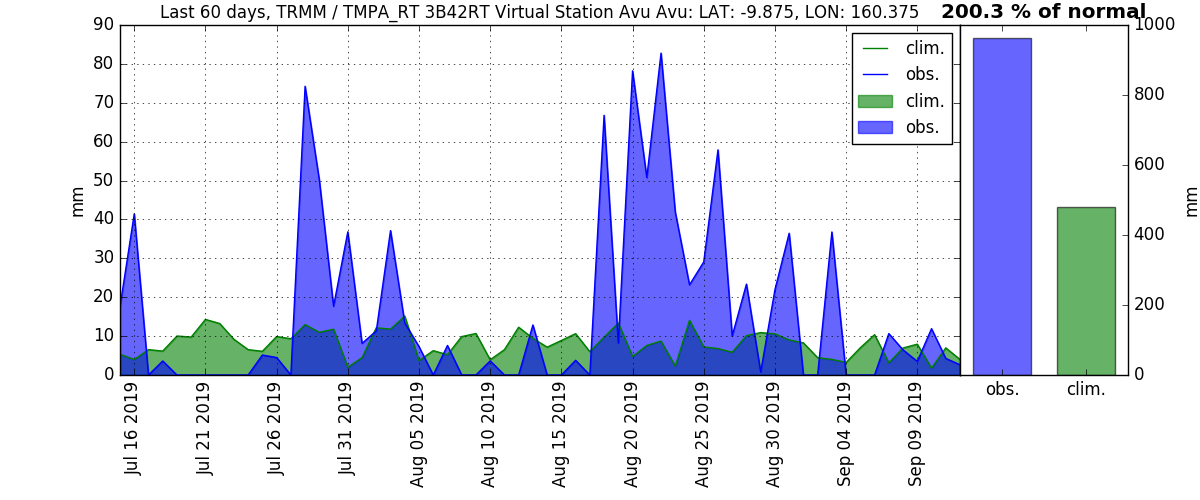 Last 60 days, TRMM / TMPA_RT 3B42RT Virtual Station Avu Avu: LAT: -9.875, LON: 160.375
200.3 % of normal
90
80
70
60
50
40
30
20
10
0
mm
clim.
obs.
clim.
obs.
Jul 16 2019
Jul 21 2019
Jul 26 2019
Jul 31 2019
Aug 05 2019
Aug 10 2019
Aug 15 2019
Aug 20 2019
Aug 25 2019
Aug 30 2019
Sep 04 2019
Sep 09 2019
1000
800
600
400
200
0
mm
obs.
clim.